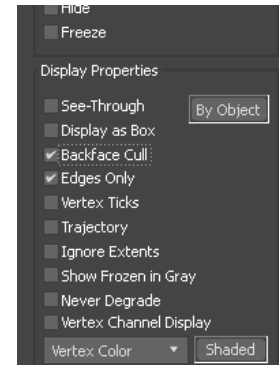 Hide
Freeze
Display Properties
See-Through By Object
Display as Box
Backface Cull
Edges Only
Vertex Ticks
Trajectory
Ignore Extents
Show Frozen in Gray
Never Degrade
Vertex Channel Display
Vertex Color Shaded